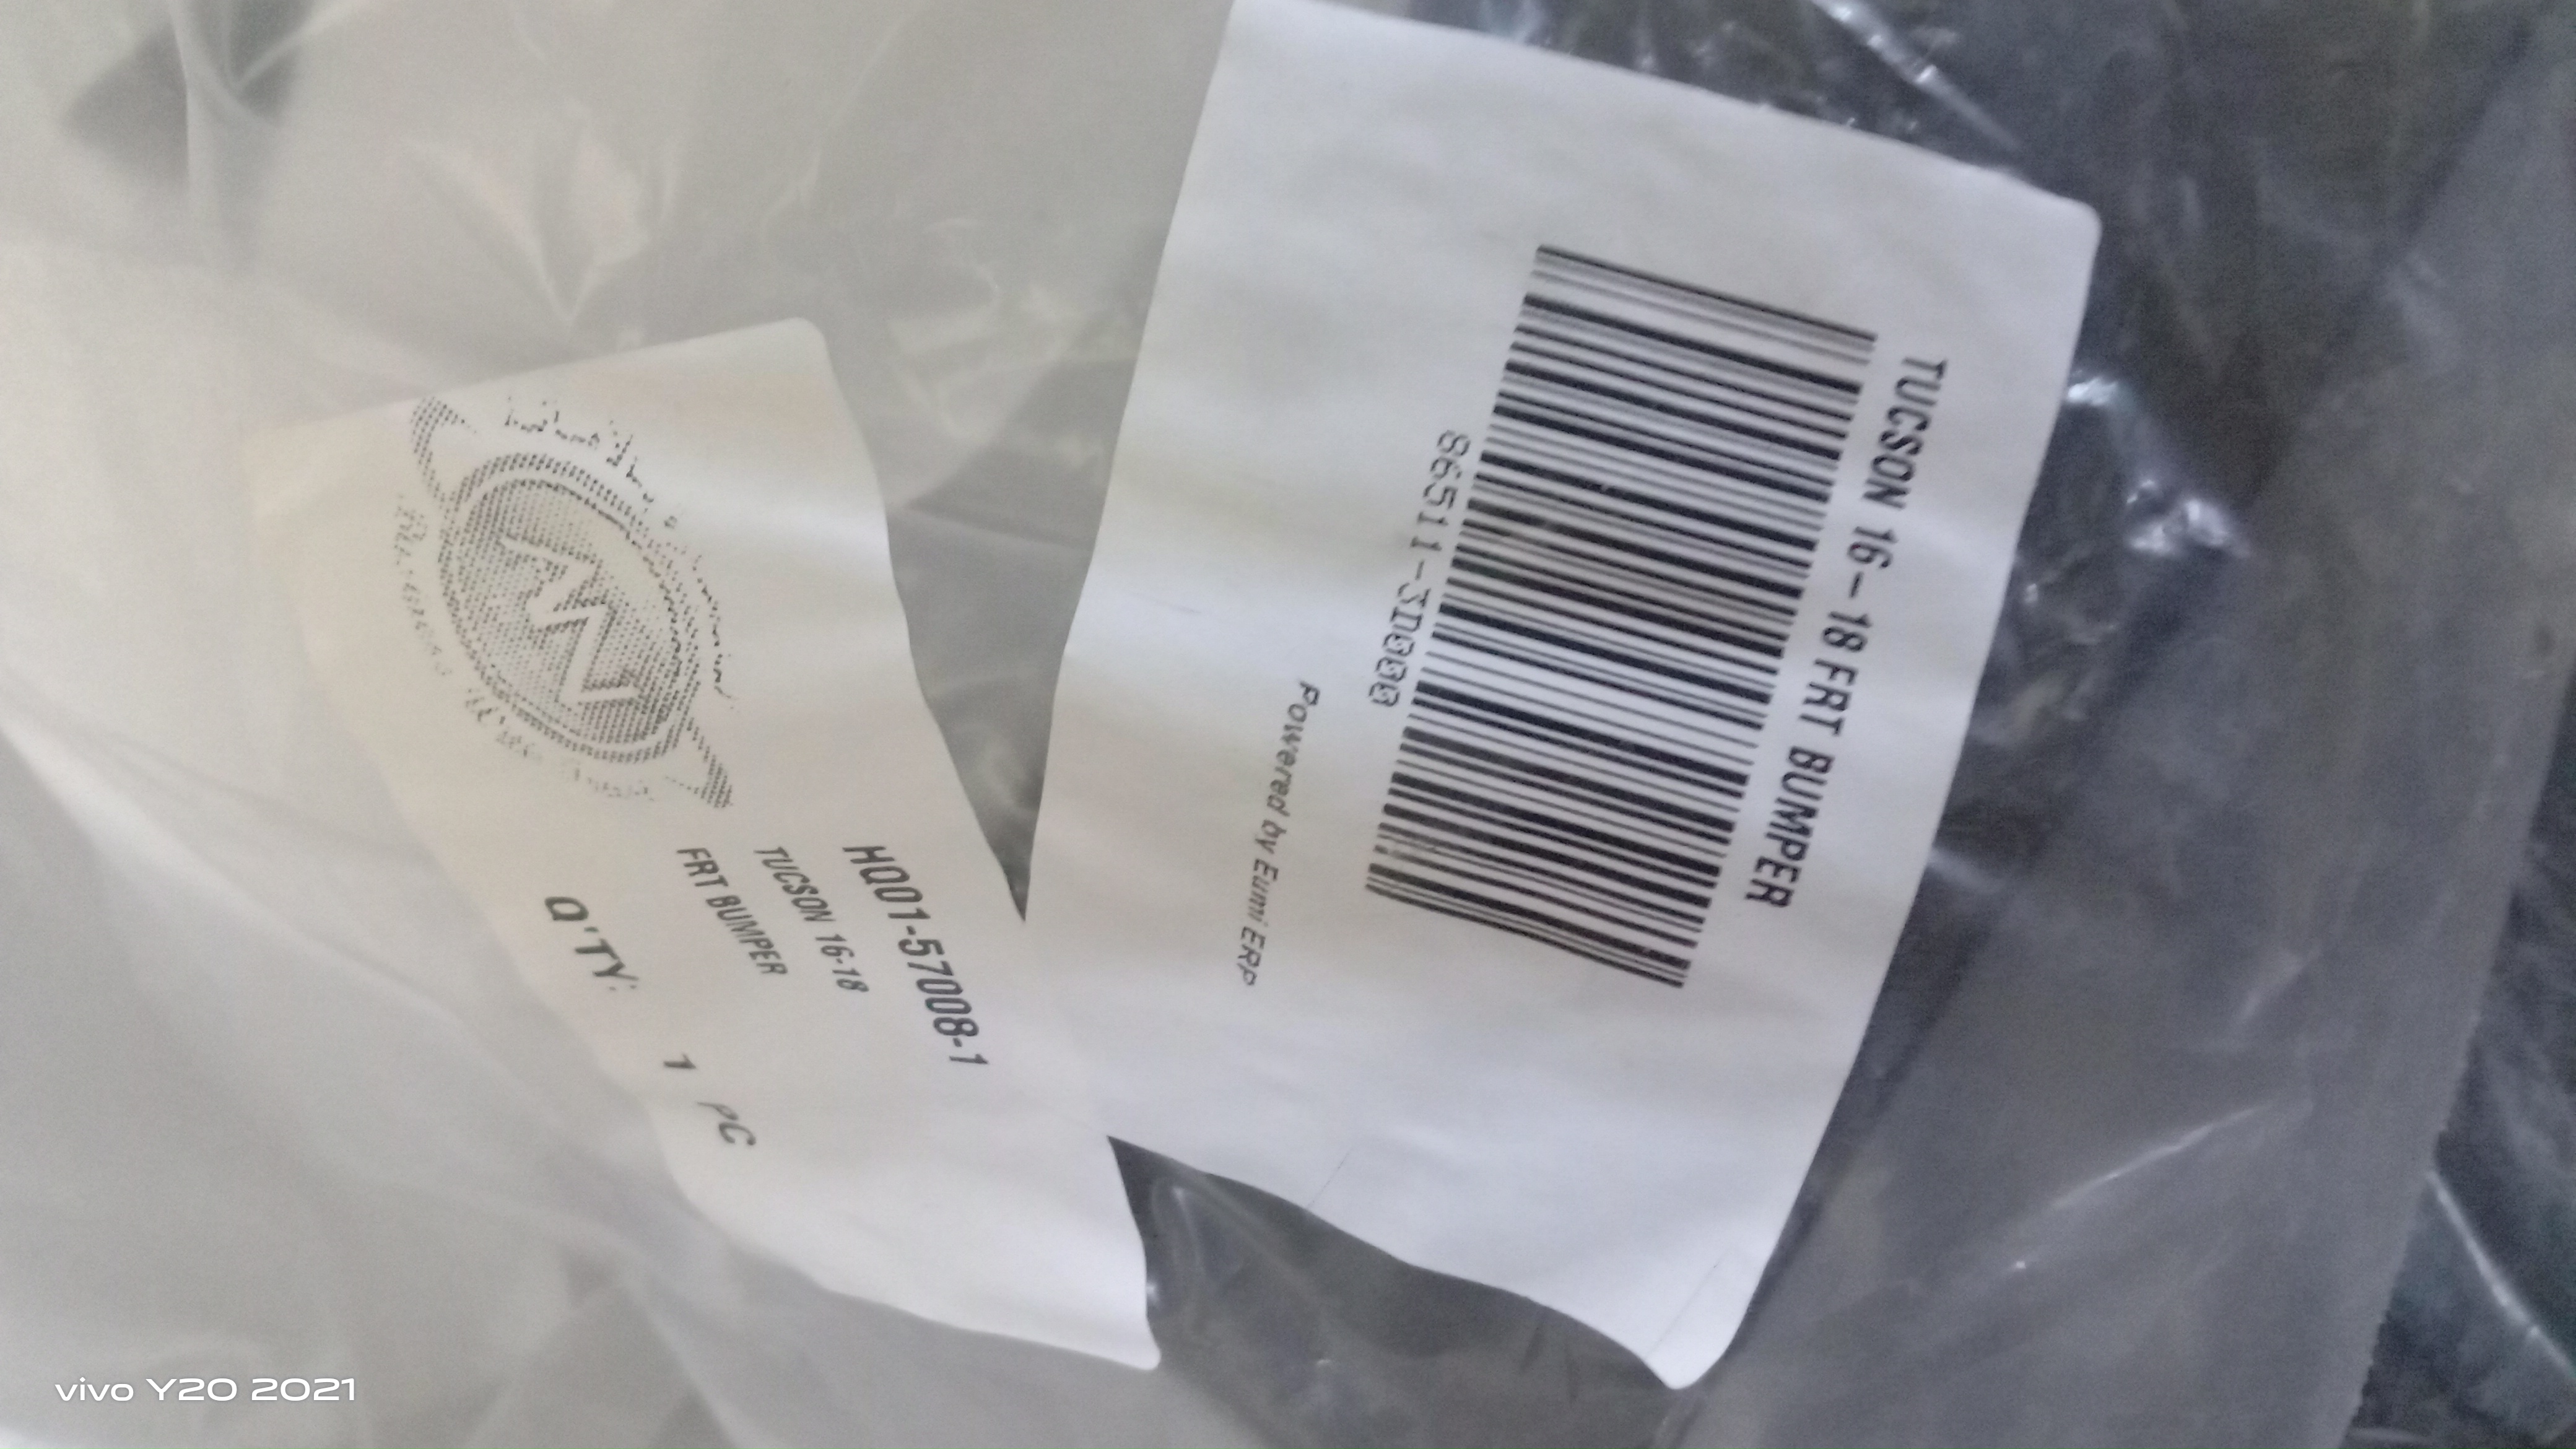 TUCSON 16-18 FRT BUMPER
86511-3D000
Powered by Eumi ERP
HQ01-57008-1
TUCSON 16-18
FRT BUMPER
Q'TY: 1 PC
vivo Y20 2021